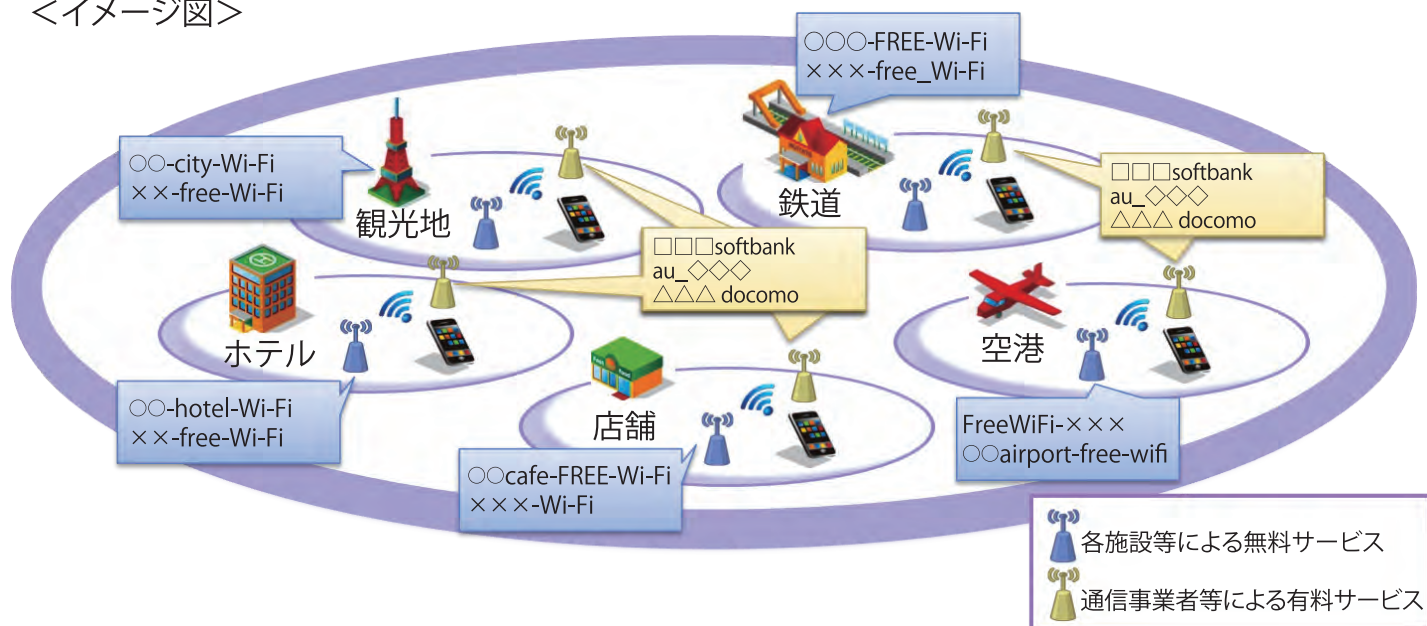 ＜イメージ図＞
○○○-FREE-Wi-Fi
×××-free_Wi-Fi
○○-city-Wi-Fi
××-free-Wi-Fi
観光地
鉄道
□□□softbank
au_◇◇◇
△△△ docomo
□□□softbank
au_◇◇◇
△△△ docomo
ホテル
空港
○○-hotel-Wi-Fi
××-free-Wi-Fi
店舗
FreeWiFi-×××
○○airport-free-wifi
○○cafe-FREE-Wi-Fi
×××-Wi-Fi
各施設等による無料サービス
通信事業者等による有料サービス